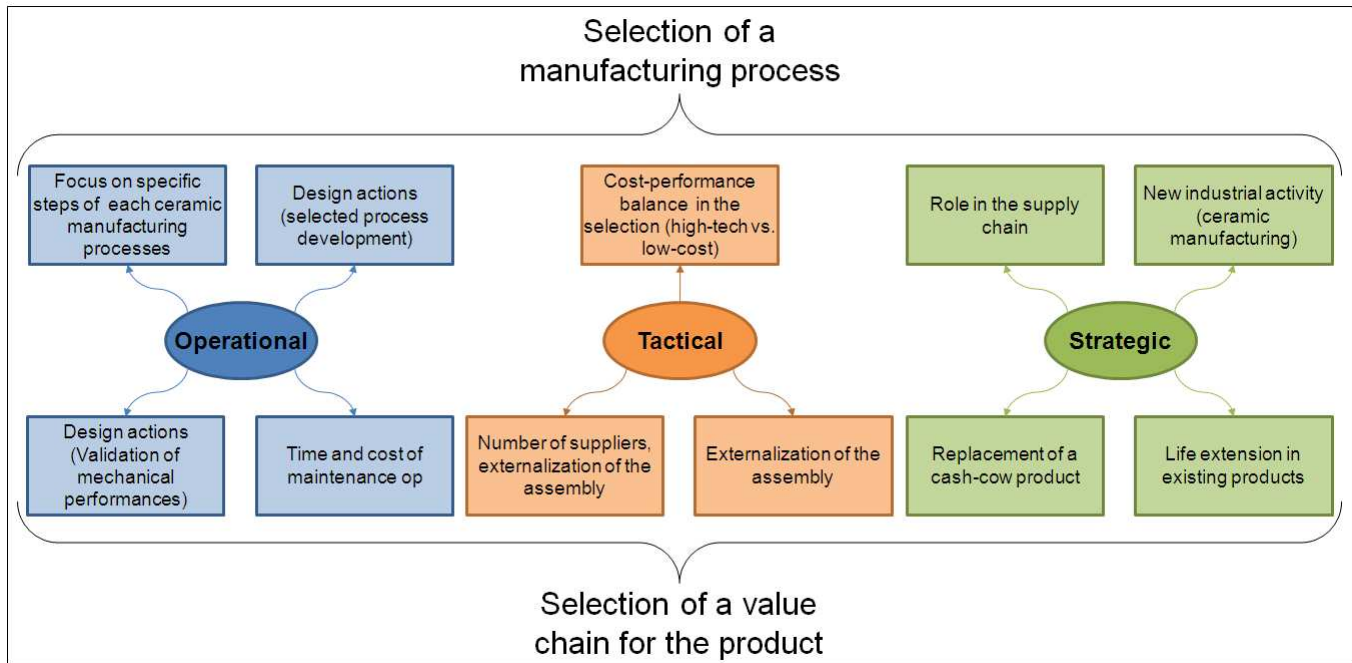 Selection of a
manufacturing process
Focus on specific
steps of each ceramic
manufacturing
processes
Design actions
(selected process
development)
Cost-performance
balance in the
selection (high-tech vs.
low-cost)
Role in the supply
chain
New industrial activity
(ceramic
manufacturing)
Operational
Tactical
Strategic
Design actions
(Validation of
mechanical
performances)
Time and cost of
maintenance op
Number of suppliers,
externalization of the
assembly
Externalization of the
assembly
Replacement of a
cash-cow product
Life extension in
existing products
Selection of a value
chain for the product